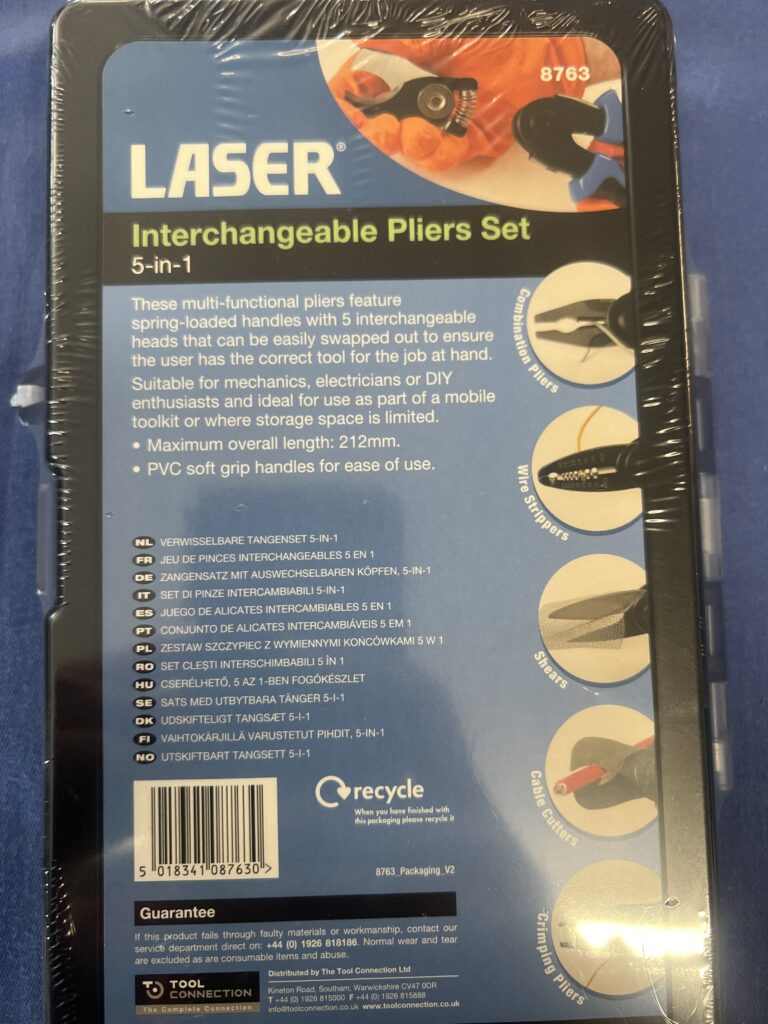 8763
LASER®
Interchangeable Pliers Set
5-in-1
These multi-functional pliers feature
spring-loaded handles with 5 interchangeable
heads that can be easily swapped out to ensure
the user has the correct tool for the job at hand.
Suitable for mechanics, electricians or DIY
enthusiasts and ideal for use as part of a mobile
toolkit or where storage space is limited.
• Maximum overall length: 212mm.
• PVC soft grip handles for ease of use.
Combination Pliers
Wire Strippers
Shears
Cable Cutters
Crimping Pliers
NL VERWISSELBARE TANGENSET 5-IN-1
FR JEU DE PINCES INTERCHANGEABLES 5 EN 1
DE ZANGENSATZ MIT AUSWECHSELBAREN KÖPFEN, 5-IN-1
IT SET DI PINZE INTERCAMBIABILI 5-IN-1
ES JUEGO DE ALICATES INTERCAMBIABLES 5 EN 1
PT CONJUNTO DE ALICATES INTERCAMBIÁVEIS 5 EM 1
PL ZESTAW SZCZYPIEC Z WYMIENNYMI KOŃCÓWKAMI 5 W 1
RO SET CLEȘTI INTERSCHIMBABILI 5 ÎN 1
HU CSERÉLHETŐ, 5 AZ 1-BEN FOGÓKÉSZLET
SE SATS MED UTBYTBARA TÄNGER 5-I-1
DK UDSKIFTELIGT TANGSÆT 5-I-1
FI VAIHTOKÄRJILLÄ VARUSTETUT PIHDIT, 5-IN-1
NO UTSKIFTBART TANGSETT 5-I-1
recycle
When you have finished with
this packaging please recycle it
5 018341 087630 >
8763_Packaging_V2
Guarantee
If this product fails through faulty materials or workmanship, contact our
service department direct on: +44 (0) 1926 818186. Normal wear and tear
are excluded as are consumable items and abuse.
TOOL
CONNECTION
The Complete Connection
Distributed by The Tool Connection Ltd
Kineton Road, Southam, Warwickshire CV47 0DR
T +44 (0) 1926 815000 F +44 (0) 1926 815888
info@toolconnection.co.uk www.toolconnection.co.uk